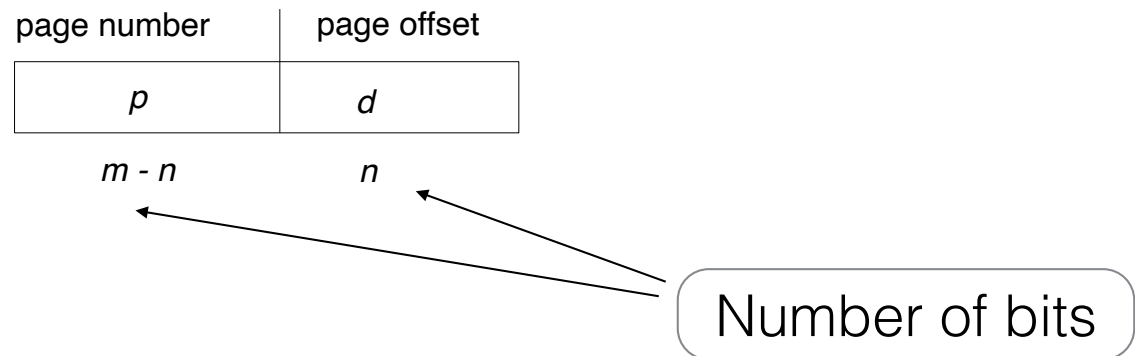 page number page offset
p d
m - n n
Number of bits